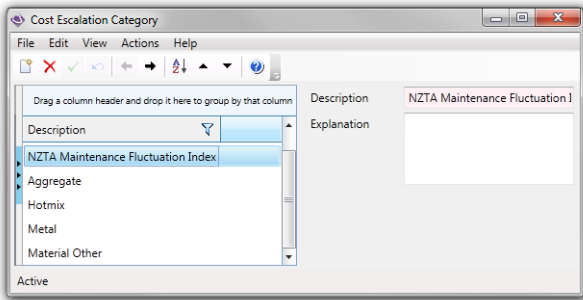 Cost Escalation Category
File Edit View Actions Help
Drag a column header and drop it here to group by that column
Description
NZTA Maintenance Fluctuation Index
Aggregate
Hotmix
Metal
Material Other
Description NZTA Maintenance Fluctuation I
Explanation
Active